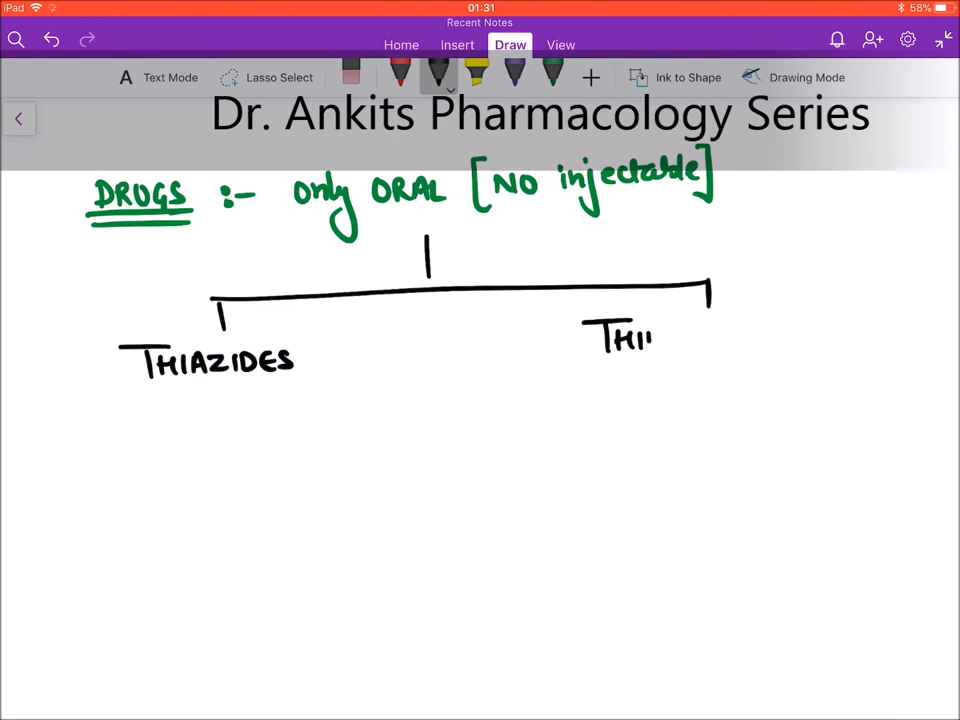 iPad 01:31 58%
Recent Notes
Home Insert Draw View
A Text Mode Lasso Select Ink to Shape Drawing Mode
Dr. Ankits Pharmacology Series
DRUGS :- only ORAL [NO injectable]
THIAZIDES THI